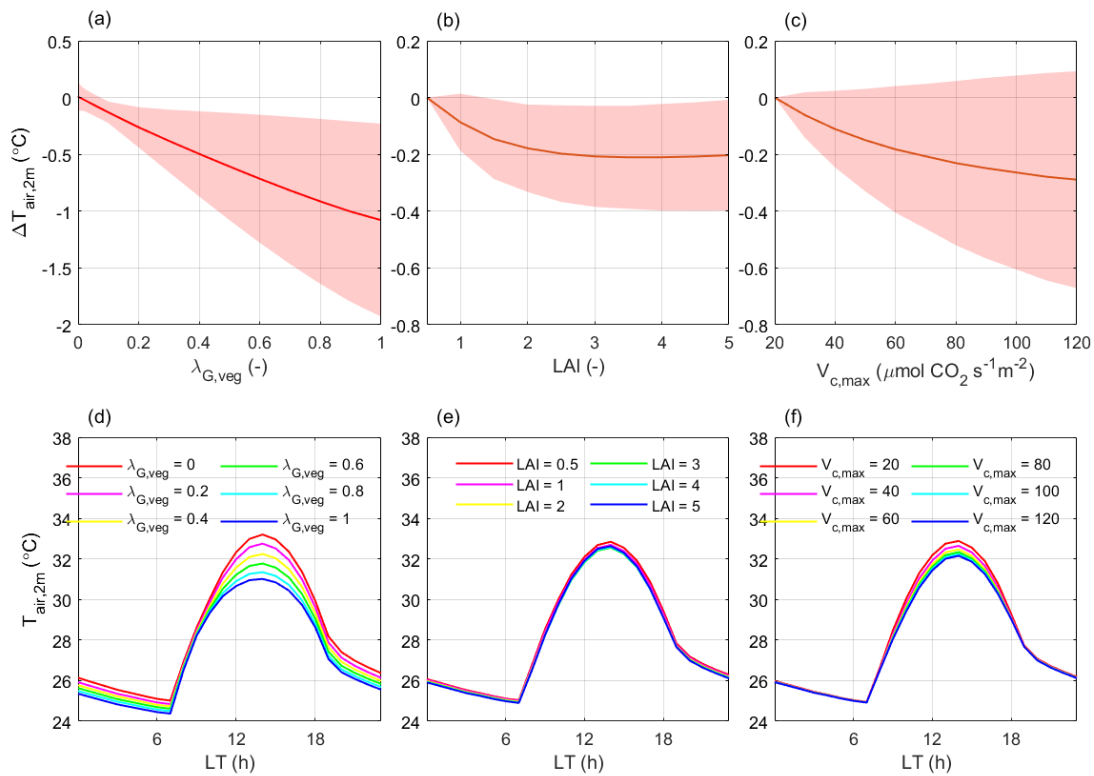 (a) (b) (c)
0.5 0.2 0.2
0 0 0
-0.5 -0.2 -0.2
-1 -0.4 -0.4
-1.5 -0.6 -0.6
-2 -0.8 -0.8
ΔT_air,2m (°C)
0 0.2 0.4 0.6 0.8 1 1 2 3 4 5 20 40 60 80 100 120
λ_G,veg (-) LAI (-) V_c,max (μmol CO₂ s⁻¹m⁻²)
(d) (e) (f)
38 38 38
36 36 36
34 34 34
32 32 32
30 30 30
28 28 28
26 26 26
24 24 24
T_air,2m (°C)
λ_G,veg = 0 λ_G,veg = 0.6
λ_G,veg = 0.2 λ_G,veg = 0.8
λ_G,veg = 0.4 λ_G,veg = 1
LAI = 0.5 LAI = 3
LAI = 1 LAI = 4
LAI = 2 LAI = 5
V_c,max = 20 V_c,max = 80
V_c,max = 40 V_c,max = 100
V_c,max = 60 V_c,max = 120
6 12 18 6 12 18 6 12 18
LT (h) LT (h) LT (h)